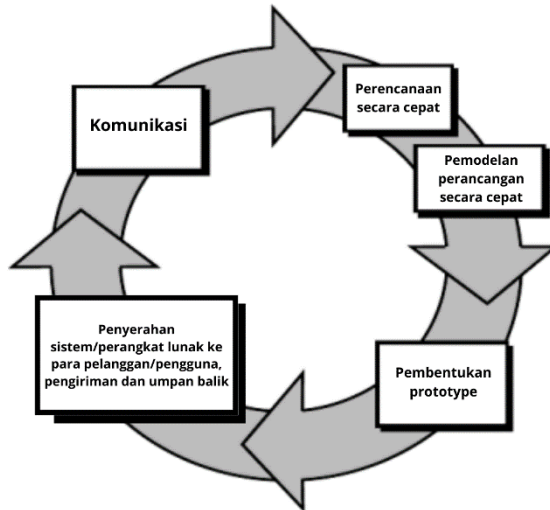 Komunikasi
Perencanaan
secara cepat
Pemodelan
perancangan
secara cepat
Pembentukan
prototype
Penyerahan
sistem/perangkat lunak ke
para pelanggan/pengguna,
pengiriman dan umpan balik